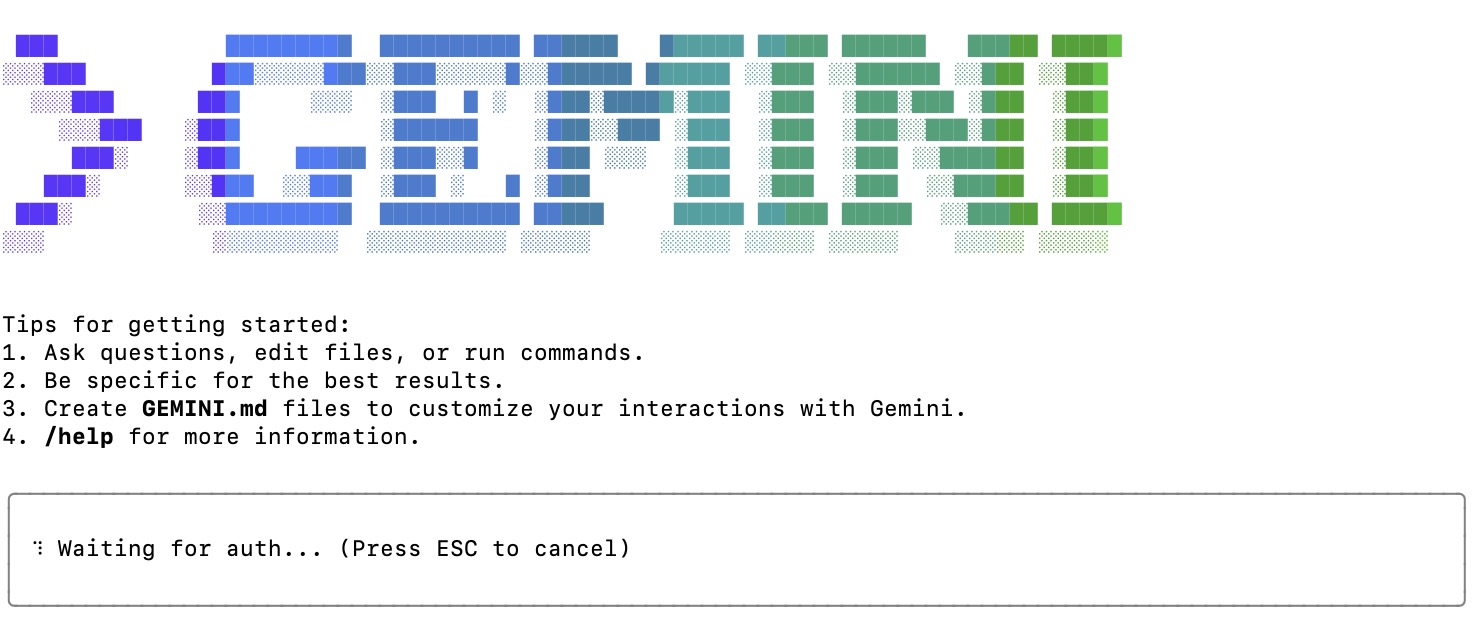 > GEMINI
Tips for getting started:
1. Ask questions, edit files, or run commands.
2. Be specific for the best results.
3. Create GEMINI.md files to customize your interactions with Gemini.
4. /help for more information.
⠹ Waiting for auth... (Press ESC to cancel)